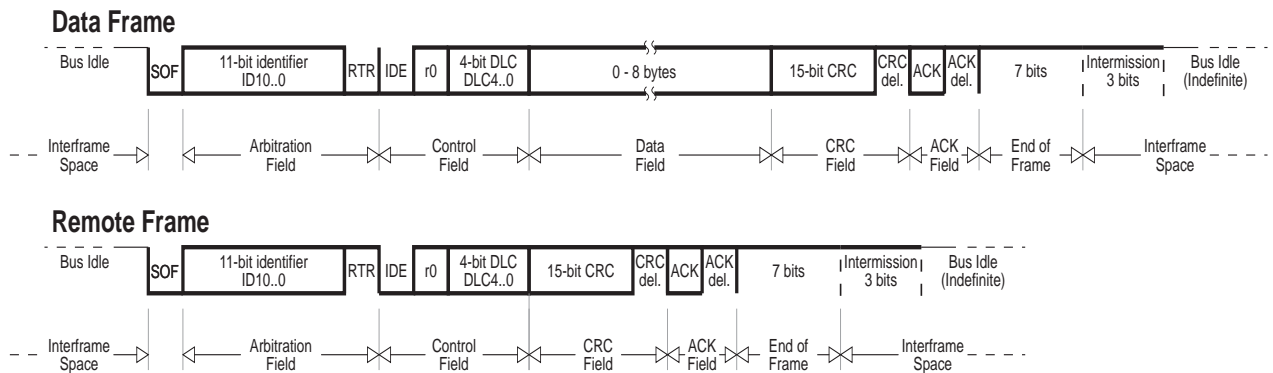 Data Frame
Bus Idle
SOF
11-bit identifier
ID10..0
RTR
IDE
r0
4-bit DLC
DLC4..0
0 - 8 bytes
15-bit CRC
CRC
del.
ACK
ACK
del.
7 bits
Intermission
3 bits
Bus Idle
(Indefinite)
Interframe
Space
Arbitration
Field
Control
Field
Data
Field
CRC
Field
ACK
Field
End of
Frame
Interframe
Space
Remote Frame
Bus Idle
SOF
11-bit identifier
ID10..0
RTR
IDE
r0
4-bit DLC
DLC4..0
15-bit CRC
CRC
del.
ACK
ACK
del.
7 bits
Intermission
3 bits
Bus Idle
(Indefinite)
Interframe
Space
Arbitration
Field
Control
Field
CRC
Field
ACK
Field
End of
Frame
Interframe
Space